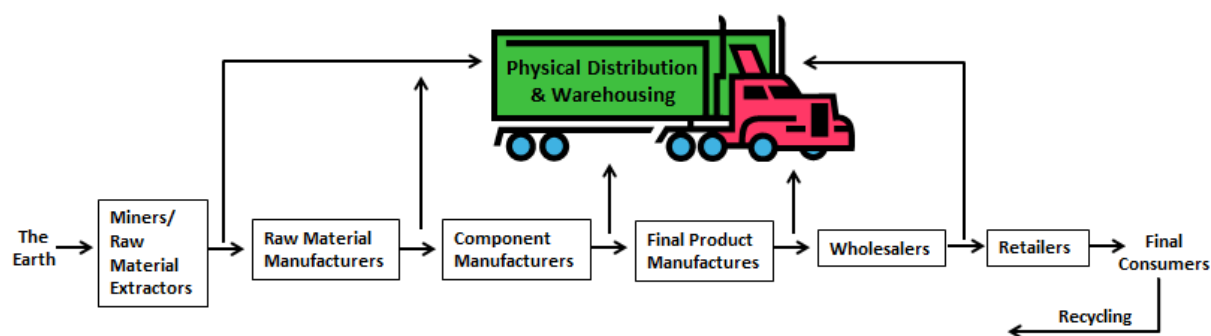 Physical Distribution
& Warehousing
The
Earth
Miners/
Raw
Material
Extractors
Raw Material
Manufacturers
Component
Manufacturers
Final Product
Manufactures
Wholesalers
Retailers
Final
Consumers
Recycling